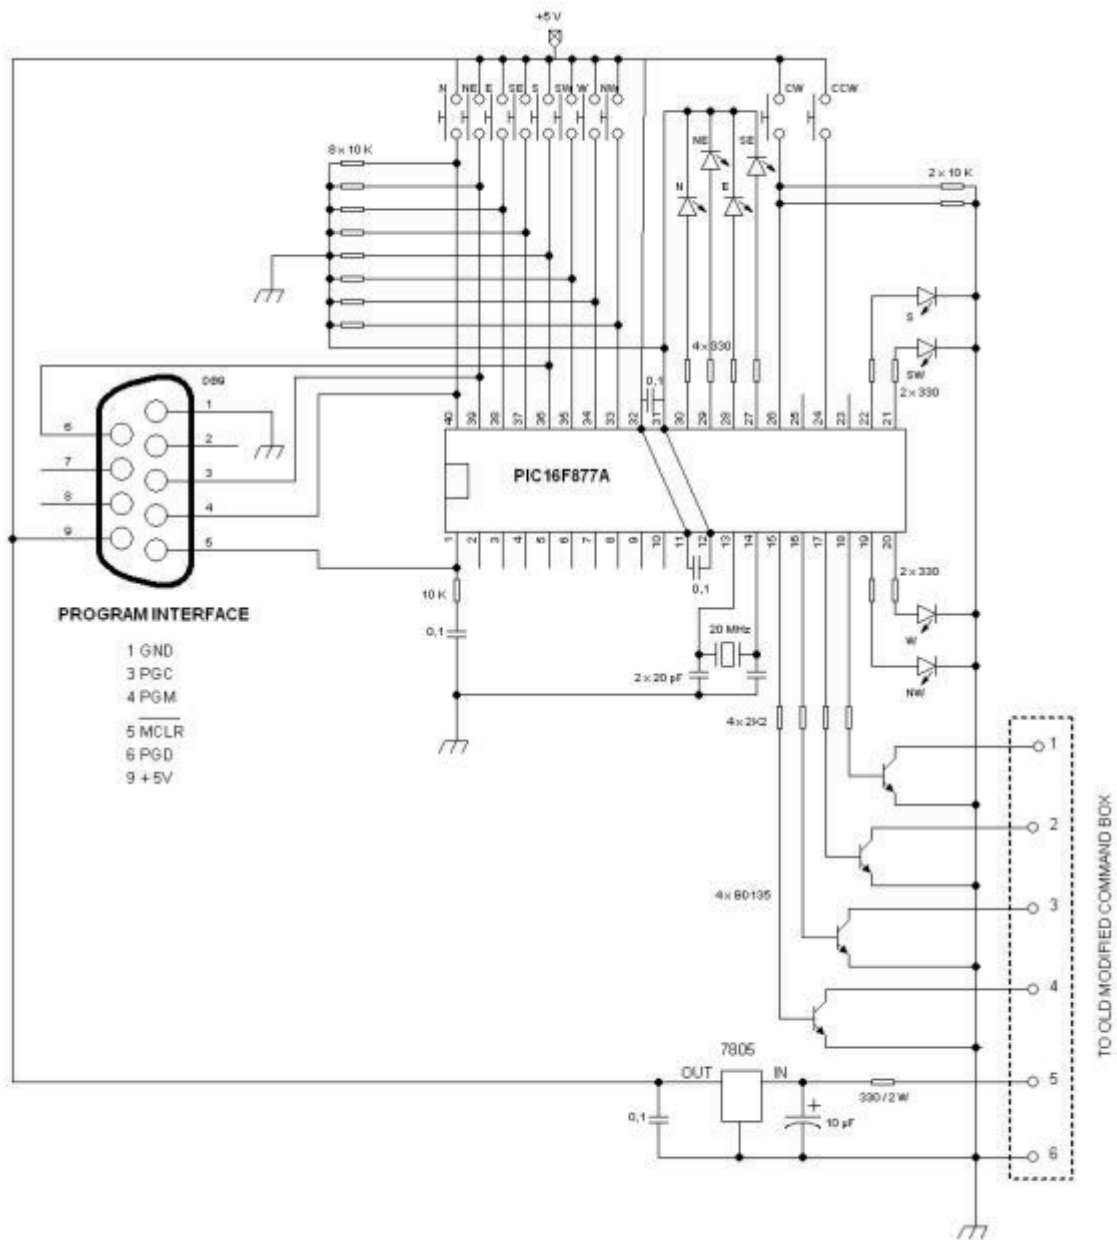 +5 V
N NE E SE S SW W NW
CW CCW
8 x 10 K
NE SE
N E
2 x 10 K
S
SW
2 x 330
4 x 330
0,1
DB9
1
2
3
4
5
6
7
8
9
40 39 38 37 36 35 34 33 32 31 30 29 28 27 26 25 24 23 22 21
PIC16F877A
1 2 3 4 5 6 7 8 9 10 11 12 13 14 15 16 17 18 19 20
0,1
2 x 330
W
NW
10 K
0,1
20 MHz
2 x 20 pF
4 x 2K2
PROGRAM INTERFACE
1 GND
3 PGC
4 PGM
5 MCLR
6 PGD
9 +5V
1
2
3
4
5
6
4 x BD135
TO OLD MODIFIED COMMAND BOX
7805
OUT IN
330 / 2 W
0,1
+
10 µF